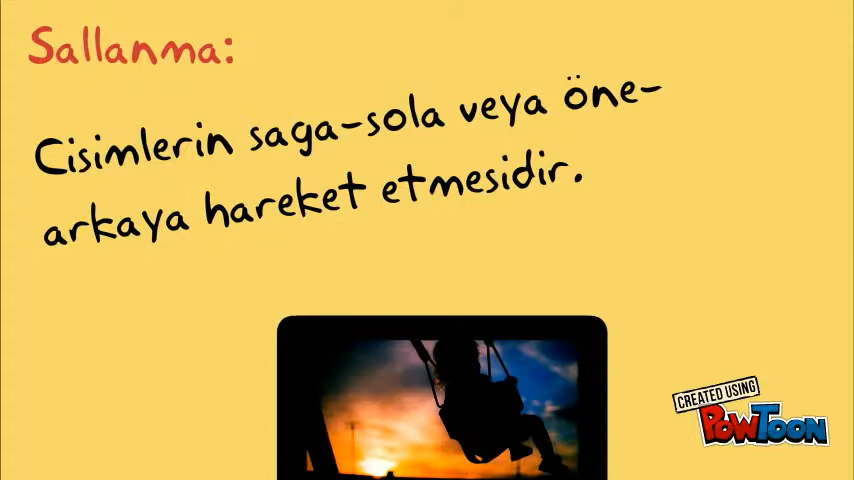 Sallanma:
Cisimlerin saga-sola veya öne-
arkaya hareket etmesidir.
CREATED USING
POWTOON